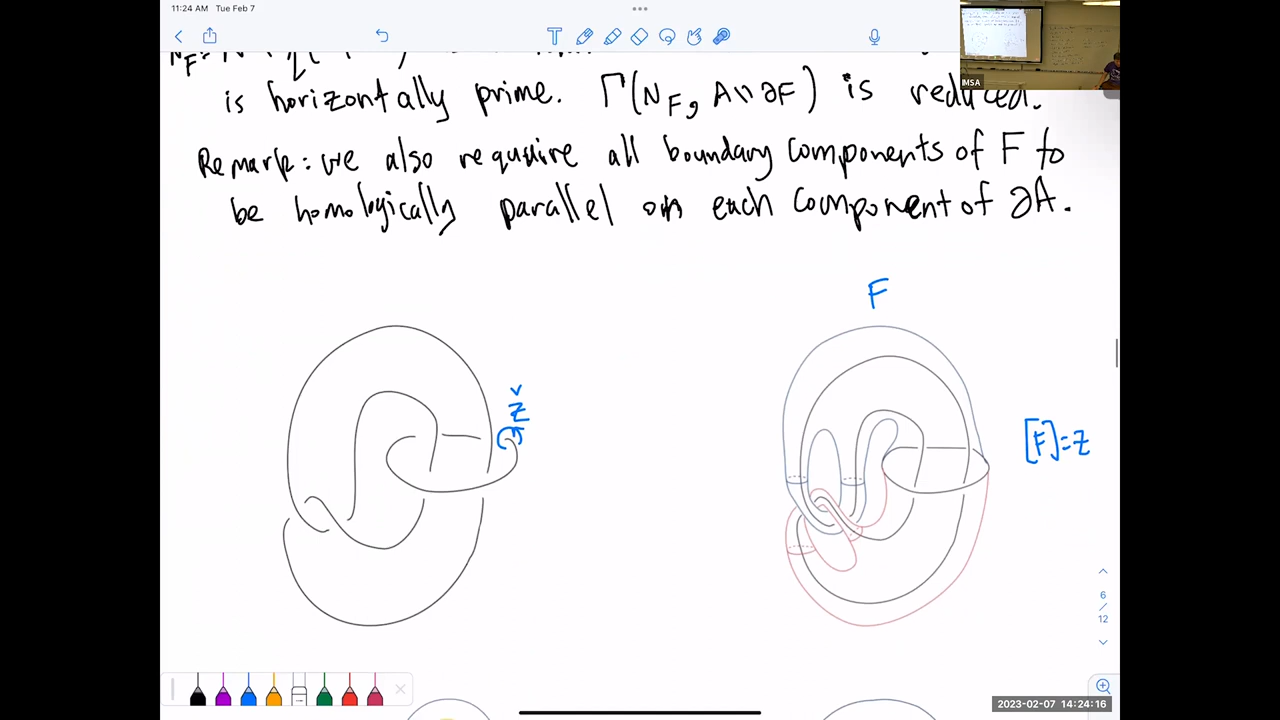 11:24 AM Tue Feb 7
is horizontally prime. Γ(N_F, A\\∂F) is reduced.
Remark: we also require all boundary components of F to
be homologically parallel on each component of ∂A.
IMSA
F
ž
[F]=z
6
/
12
2023-02-07 14:24:16